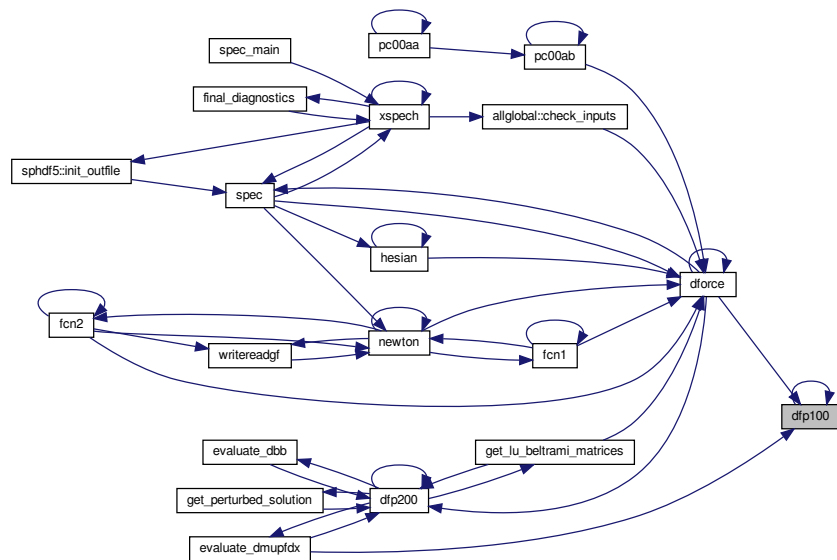 pc00aa
spec_main
pc00ab
final_diagnostics
xspech
allglobal::check_inputs
sphdf5::init_outfile
spec
hesian
dforce
fcn2
newton
writereadgf
fcn1
dfp100
evaluate_dbb
get_lu_beltrami_matrices
get_perturbed_solution
dfp200
evaluate_dmupfdx